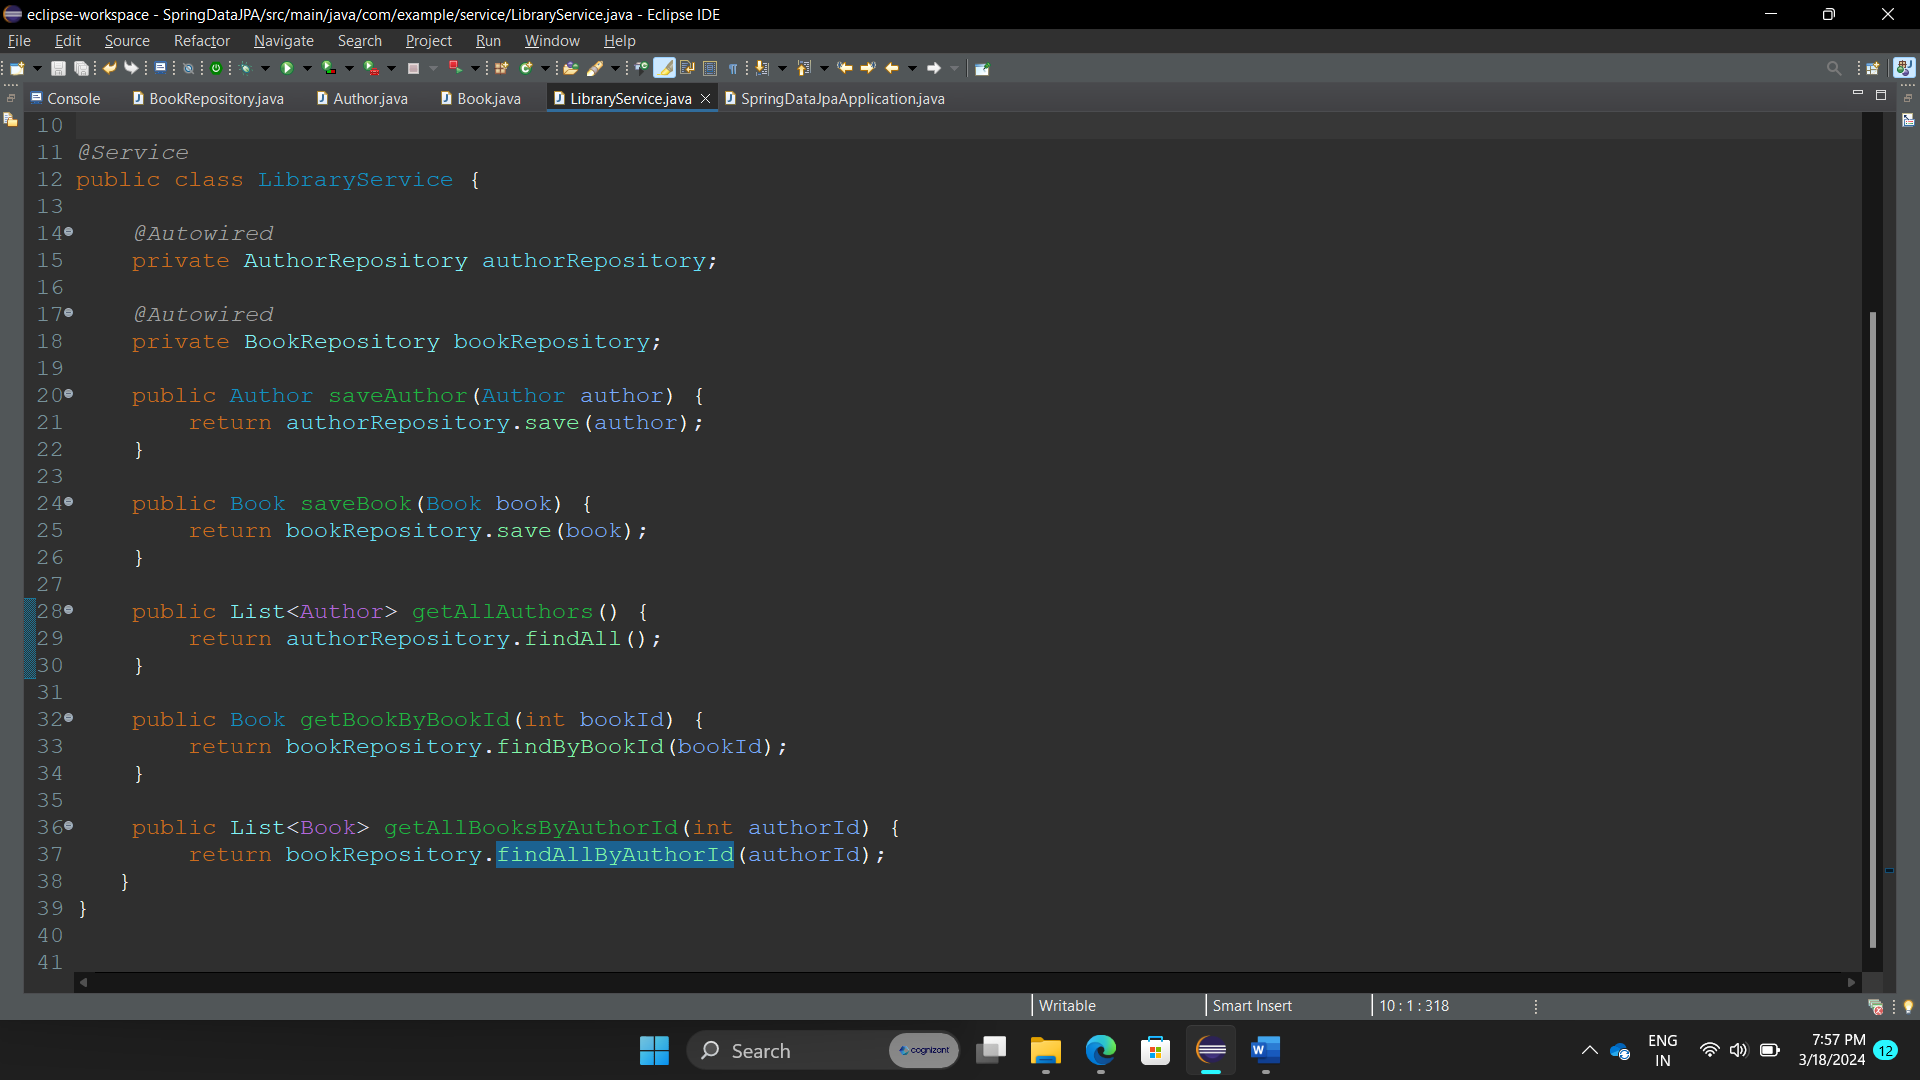 eclipse-workspace - SpringDataJPA/src/main/java/com/example/service/LibraryService.java - Eclipse IDE
File Edit Source Refactor Navigate Search Project Run Window Help
Console BookRepository.java Author.java Book.java LibraryService.java SpringDataJpaApplication.java
10
11 @Service
12 public class LibraryService {
13
14 @Autowired
15 private AuthorRepository authorRepository;
16
17 @Autowired
18 private BookRepository bookRepository;
19
20 public Author saveAuthor(Author author) {
21 return authorRepository.save(author);
22 }
23
24 public Book saveBook(Book book) {
25 return bookRepository.save(book);
26 }
27
28 public List<Author> getAllAuthors() {
29 return authorRepository.findAll();
30 }
31
32 public Book getBookByBookId(int bookId) {
33 return bookRepository.findByBookId(bookId);
34 }
35
36 public List<Book> getAllBooksByAuthorId(int authorId) {
37 return bookRepository.findAllByAuthorId(authorId);
38 }
39 }
40
41
Writable Smart Insert 10 : 1 : 318
Search cognizant
ENG
IN
7:57 PM
3/18/2024
12